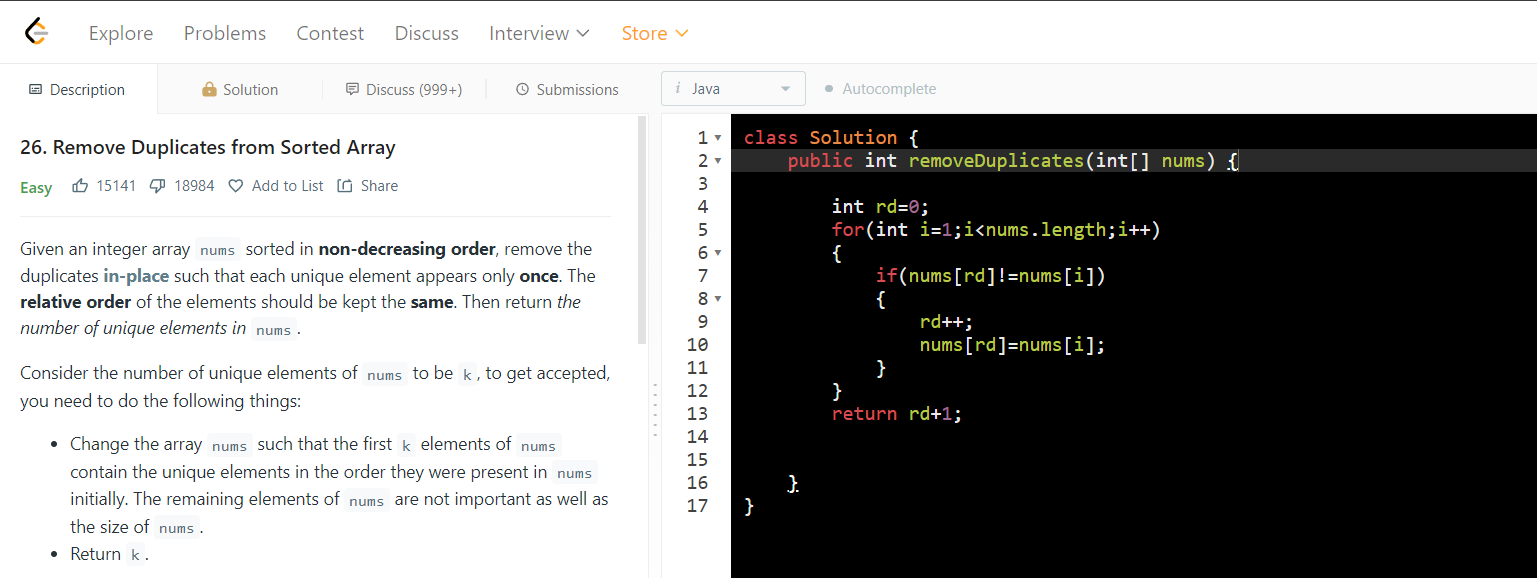 Explore Problems Contest Discuss Interview Store
Description Solution Discuss (999+) Submissions
i Java Autocomplete
26. Remove Duplicates from Sorted Array
Easy 15141 18984 Add to List Share
Given an integer array nums sorted in non-decreasing order, remove the
duplicates in-place such that each unique element appears only once. The
relative order of the elements should be kept the same. Then return the
number of unique elements in nums .
Consider the number of unique elements of nums to be k , to get accepted,
you need to do the following things:
• Change the array nums such that the first k elements of nums
contain the unique elements in the order they were present in nums
initially. The remaining elements of nums are not important as well as
the size of nums .
• Return k .
1 class Solution {
2     public int removeDuplicates(int[] nums) {
3
4         int rd=0;
5         for(int i=1;i<nums.length;i++)
6         {
7             if(nums[rd]!=nums[i])
8             {
9                 rd++;
10                 nums[rd]=nums[i];
11             }
12         }
13         return rd+1;
14
15
16     }
17 }